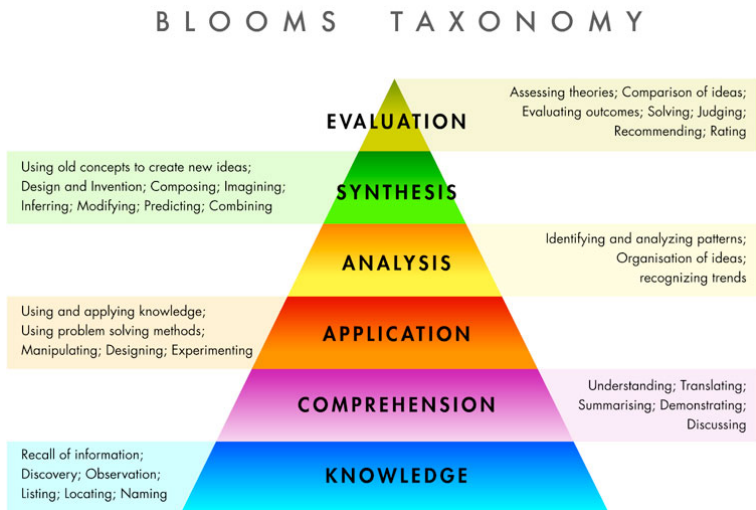 BLOOMS TAXONOMY
EVALUATION
Assessing theories; Comparison of ideas;
Evaluating outcomes; Solving; Judging;
Recommending; Rating
Using old concepts to create new ideas;
Design and Invention; Composing; Imagining;
Inferring; Modifying; Predicting; Combining
SYNTHESIS
ANALYSIS
Identifying and analyzing patterns;
Organisation of ideas;
recognizing trends
Using and applying knowledge;
Using problem solving methods;
Manipulating; Designing; Experimenting
APPLICATION
COMPREHENSION
Understanding; Translating;
Summarising; Demonstrating;
Discussing
Recall of information;
Discovery; Observation;
Listing; Locating; Naming
KNOWLEDGE